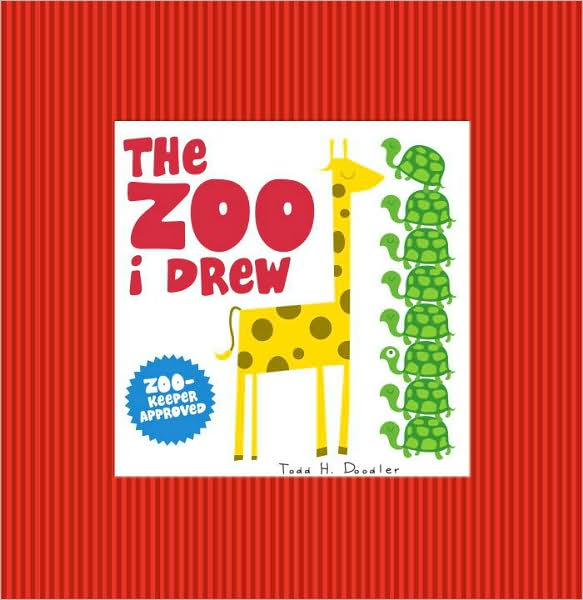 THE
ZOO
i DREW
ZOO-
KEEPER
APPROVED
Todd H. Doodler